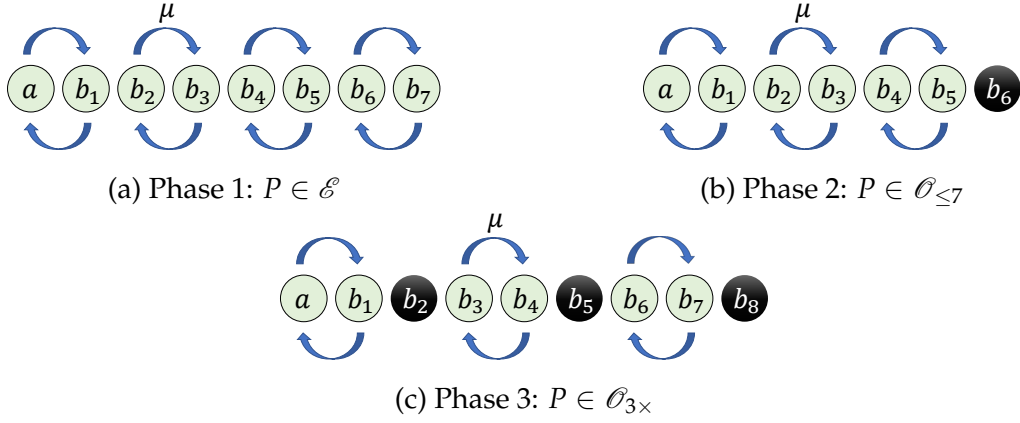 μ μ
a b₁ b₂ b₃ b₄ b₅ b₆ b₇ a b₁ b₂ b₃ b₄ b₅ b₆
(a) Phase 1: P ∈ ℰ (b) Phase 2: P ∈ 𝒪≤7
μ
a b₁ b₂ b₃ b₄ b₅ b₆ b₇ b₈
(c) Phase 3: P ∈ 𝒪3×